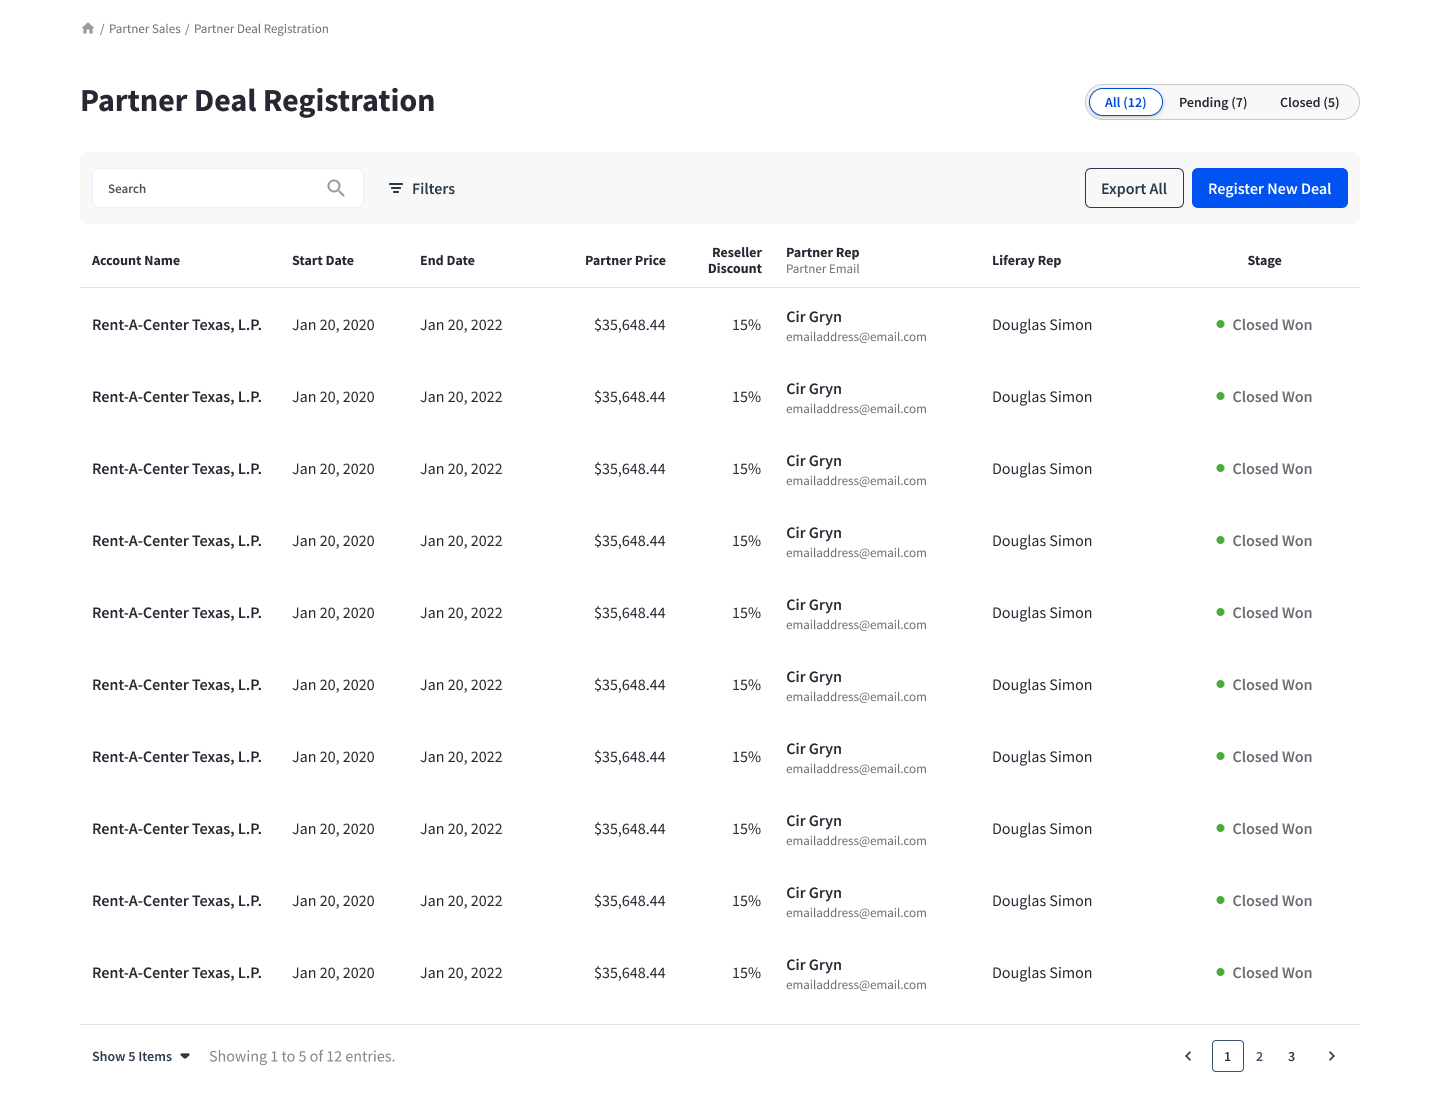 / Partner Sales / Partner Deal Registration
Partner Deal Registration
All (12) Pending (7) Closed (5)
Search Filters Export All Register New Deal
Account Name Start Date End Date Partner Price Reseller Discount Partner Rep Partner Email Liferay Rep Stage
Rent-A-Center Texas, L.P. Jan 20, 2020 Jan 20, 2022 $35,648.44 15% Cir Gryn emailaddress@email.com Douglas Simon Closed Won
Rent-A-Center Texas, L.P. Jan 20, 2020 Jan 20, 2022 $35,648.44 15% Cir Gryn emailaddress@email.com Douglas Simon Closed Won
Rent-A-Center Texas, L.P. Jan 20, 2020 Jan 20, 2022 $35,648.44 15% Cir Gryn emailaddress@email.com Douglas Simon Closed Won
Rent-A-Center Texas, L.P. Jan 20, 2020 Jan 20, 2022 $35,648.44 15% Cir Gryn emailaddress@email.com Douglas Simon Closed Won
Rent-A-Center Texas, L.P. Jan 20, 2020 Jan 20, 2022 $35,648.44 15% Cir Gryn emailaddress@email.com Douglas Simon Closed Won
Rent-A-Center Texas, L.P. Jan 20, 2020 Jan 20, 2022 $35,648.44 15% Cir Gryn emailaddress@email.com Douglas Simon Closed Won
Rent-A-Center Texas, L.P. Jan 20, 2020 Jan 20, 2022 $35,648.44 15% Cir Gryn emailaddress@email.com Douglas Simon Closed Won
Rent-A-Center Texas, L.P. Jan 20, 2020 Jan 20, 2022 $35,648.44 15% Cir Gryn emailaddress@email.com Douglas Simon Closed Won
Rent-A-Center Texas, L.P. Jan 20, 2020 Jan 20, 2022 $35,648.44 15% Cir Gryn emailaddress@email.com Douglas Simon Closed Won
Rent-A-Center Texas, L.P. Jan 20, 2020 Jan 20, 2022 $35,648.44 15% Cir Gryn emailaddress@email.com Douglas Simon Closed Won
Show 5 Items Showing 1 to 5 of 12 entries. 1 2 3